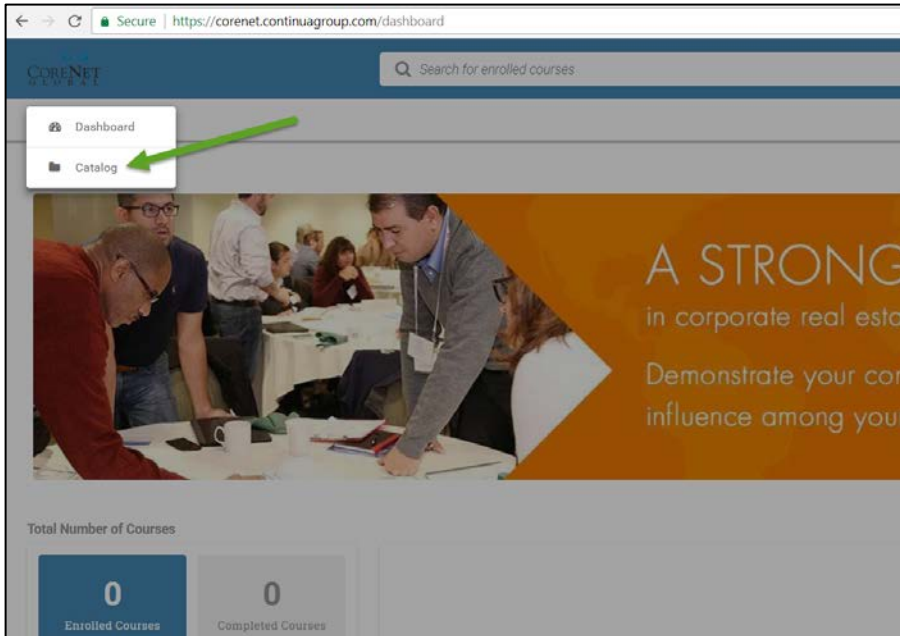 Secure | https://corenet.continuagroup.com/dashboard
CORENET
GLOBAL
Search for enrolled courses
Dashboard
Catalog
A STRONG
in corporate real esta
Demonstrate your cor
influence among you
Total Number of Courses
0
Enrolled Courses
0
Completed Courses